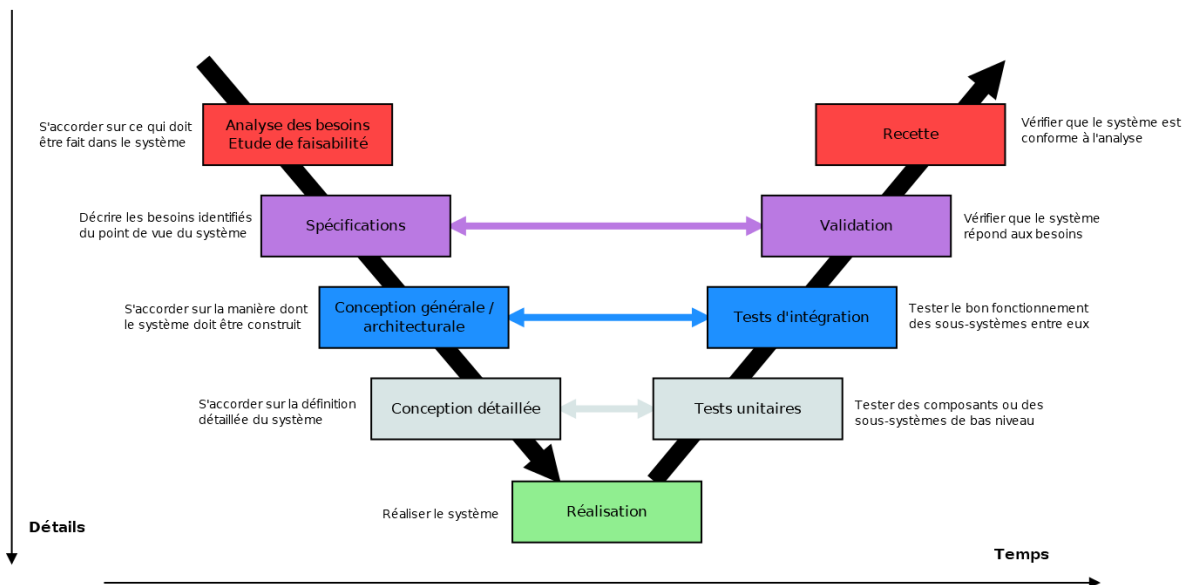 S'accorder sur ce qui doit
être fait dans le système
Analyse des besoins
Etude de faisabilité
Recette
Vérifier que le système est
conforme à l'analyse
Décrire les besoins identifiés
du point de vue du système
Spécifications
Validation
Vérifier que le système
répond aux besoins
S'accorder sur la manière dont
le système doit être construit
Conception générale /
architecturale
Tests d'intégration
Tester le bon fonctionnement
des sous-systèmes entre eux
S'accorder sur la définition
détaillée du système
Conception détaillée
Tests unitaires
Tester des composants ou des
sous-systèmes de bas niveau
Réaliser le système
Réalisation
Détails
Temps